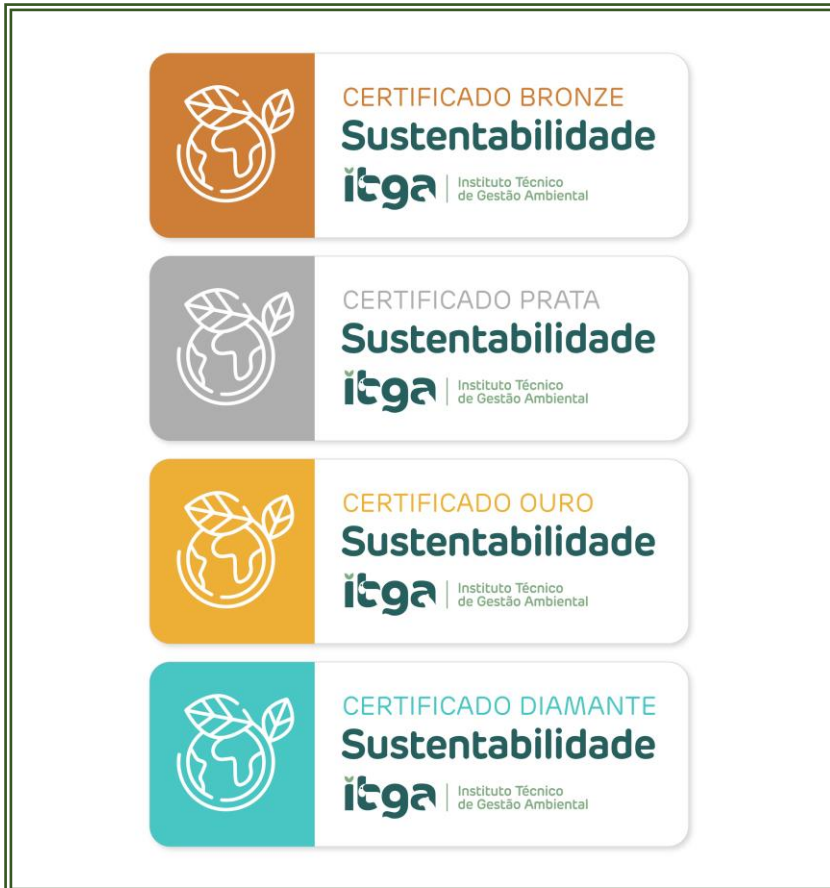 CERTIFICADO BRONZE
Sustentabilidade
itga
Instituto Técnico
de Gestão Ambiental
CERTIFICADO PRATA
Sustentabilidade
itga
Instituto Técnico
de Gestão Ambiental
CERTIFICADO OURO
Sustentabilidade
itga
Instituto Técnico
de Gestão Ambiental
CERTIFICADO DIAMANTE
Sustentabilidade
itga
Instituto Técnico
de Gestão Ambiental